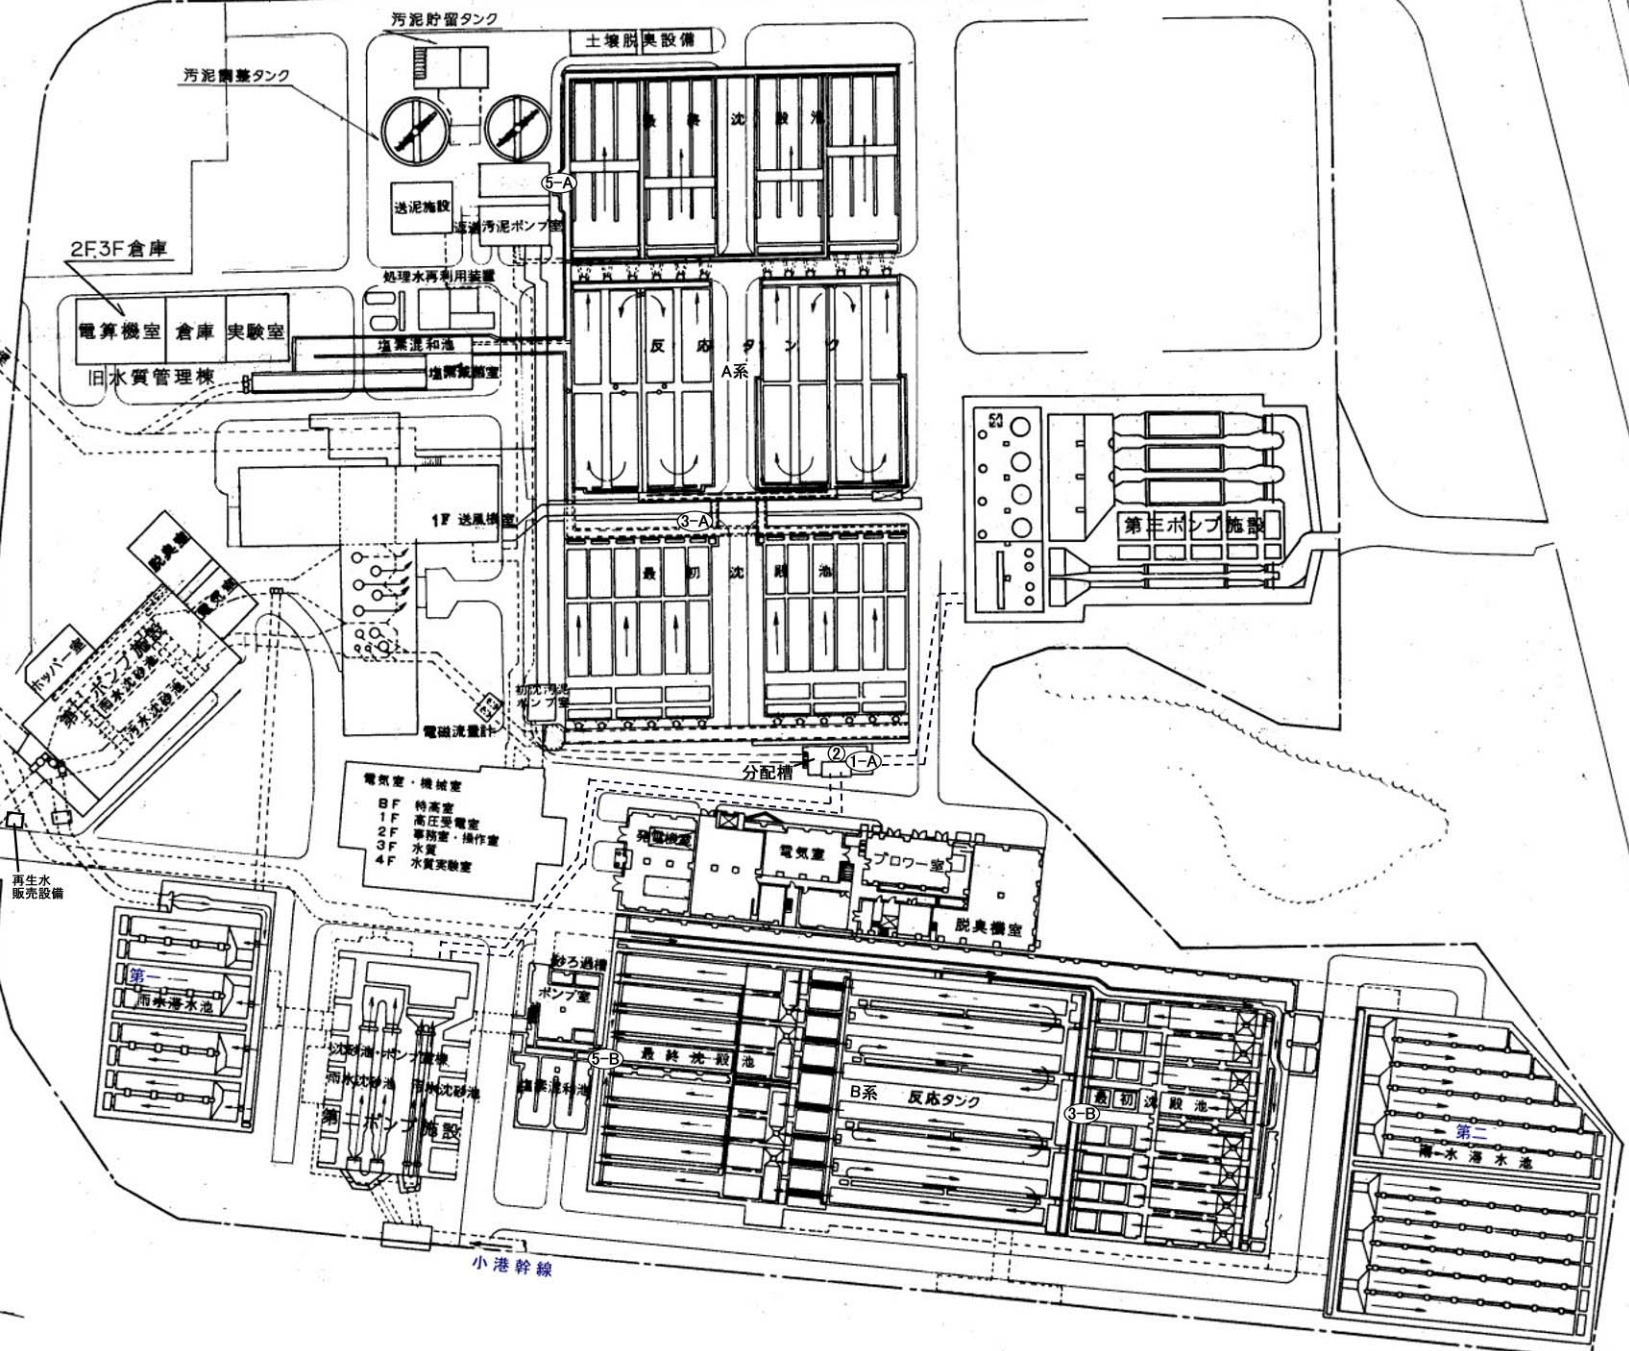 汚泥貯留タンク
土壌脱臭設備
汚泥調整タンク
最終沈殿池
5-A
送泥施設
汚泥ポンプ室
2F,3F倉庫
処理水再利用装置
電算機室
倉庫
実験室
塩素混和池
反応タンク
旧水質管理棟
A系
1F 送風機室
3-A
第三ポンプ施設
脱臭室
最初沈殿池
電気室
ホッパー室
第一ポンプ施設
雨水沈砂池
汚水沈砂池
初沈汚泥
ポンプ室
電磁流量計
②
1-A
分配槽
電気室・機械室
BF 特高室
1F 高圧受電室
2F 事務室・操作室
3F 水質
4F 水質実験室
発電機室
電気室
ブロワー室
再生水
販売設備
脱臭機室
砂ろ過槽
ポンプ室
第一
雨水滞水池
沈砂池・ポンプ室棟
5-B
最終沈殿池
雨水沈砂池
塩素混和池
B系
反応タンク
最初沈殿池
3-B
第二ポンプ施設
第二
雨水滞水池
小港幹線